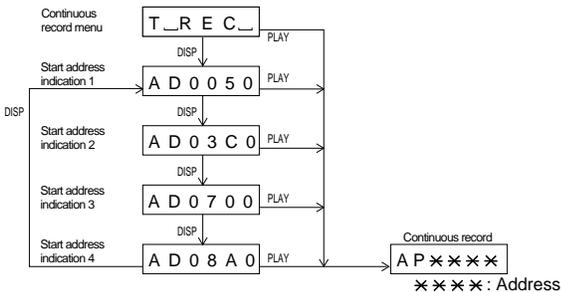 Continuous
record menu
T␣R E C␣
PLAY
DISP
Start address
indication 1
A D 0 0 5 0
PLAY
DISP
DISP
Start address
indication 2
A D 0 3 C 0
PLAY
DISP
Start address
indication 3
A D 0 7 0 0
PLAY
DISP
Start address
indication 4
A D 0 8 A 0
PLAY
Continuous record
A P ✳ ✳ ✳ ✳
✳ ✳ ✳ ✳ : Address